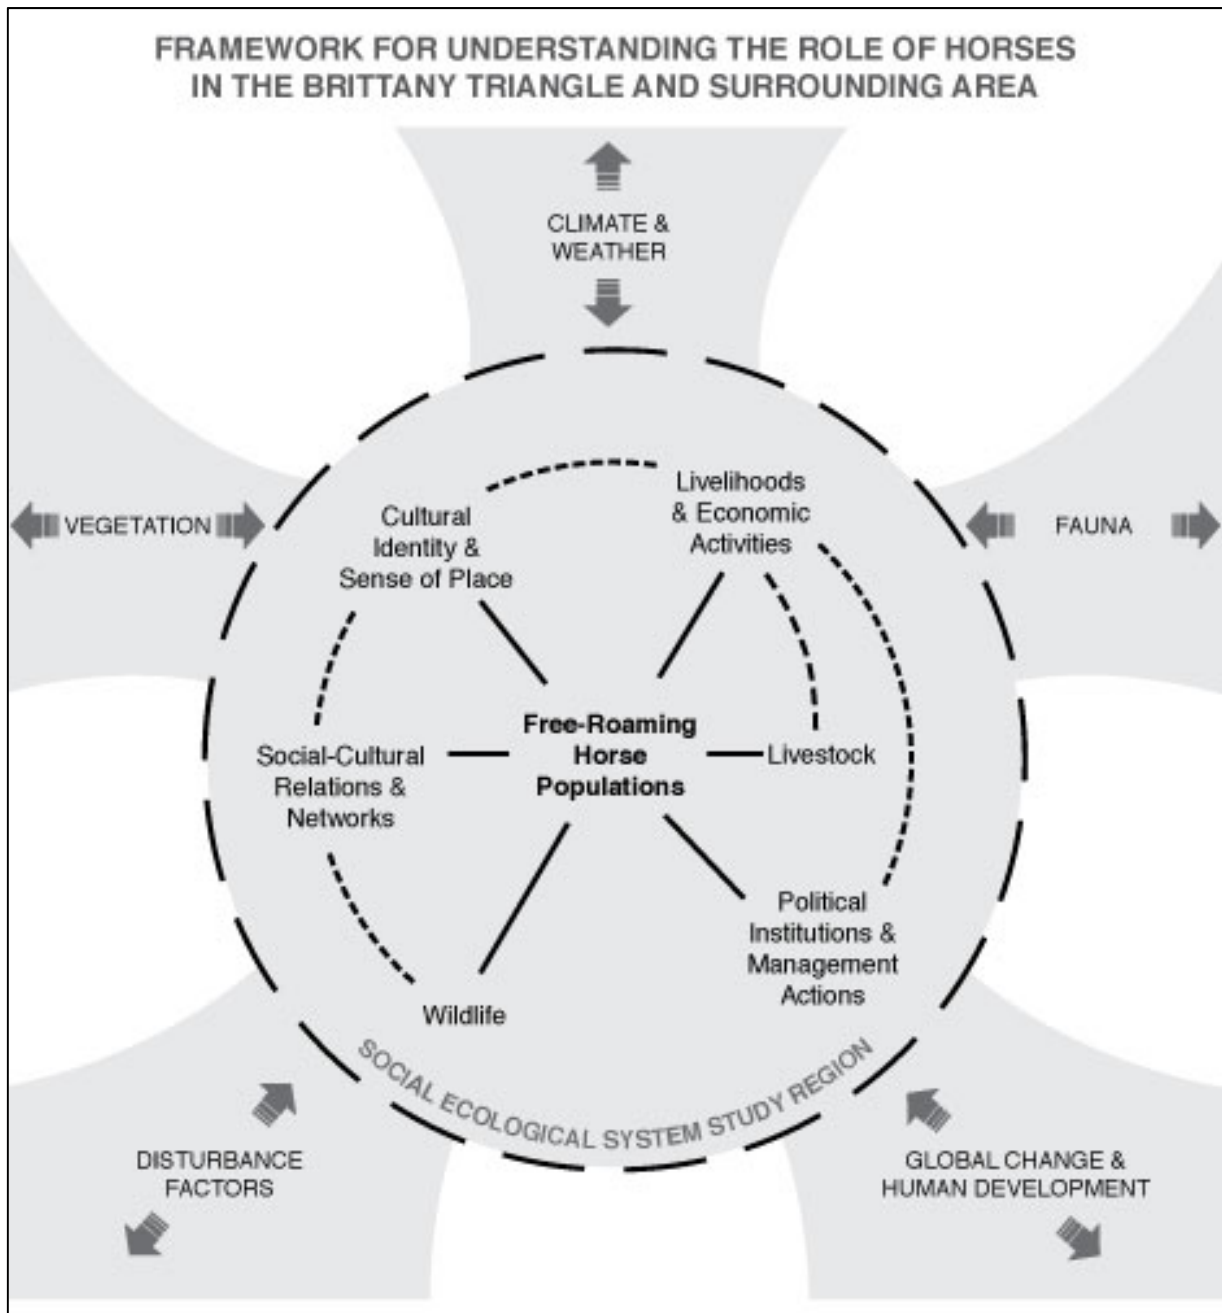 FRAMEWORK FOR UNDERSTANDING THE ROLE OF HORSES
IN THE BRITTANY TRIANGLE AND SURROUNDING AREA
CLIMATE &
WEATHER
VEGETATION
FAUNA
Cultural
Identity &
Sense of Place
Livelihoods
& Economic
Activities
Social-Cultural
Relations &
Networks
Free-Roaming
Horse
Populations
Livestock
Wildlife
Political
Institutions &
Management
Actions
SOCIAL ECOLOGICAL SYSTEM STUDY REGION
DISTURBANCE
FACTORS
GLOBAL CHANGE &
HUMAN DEVELOPMENT